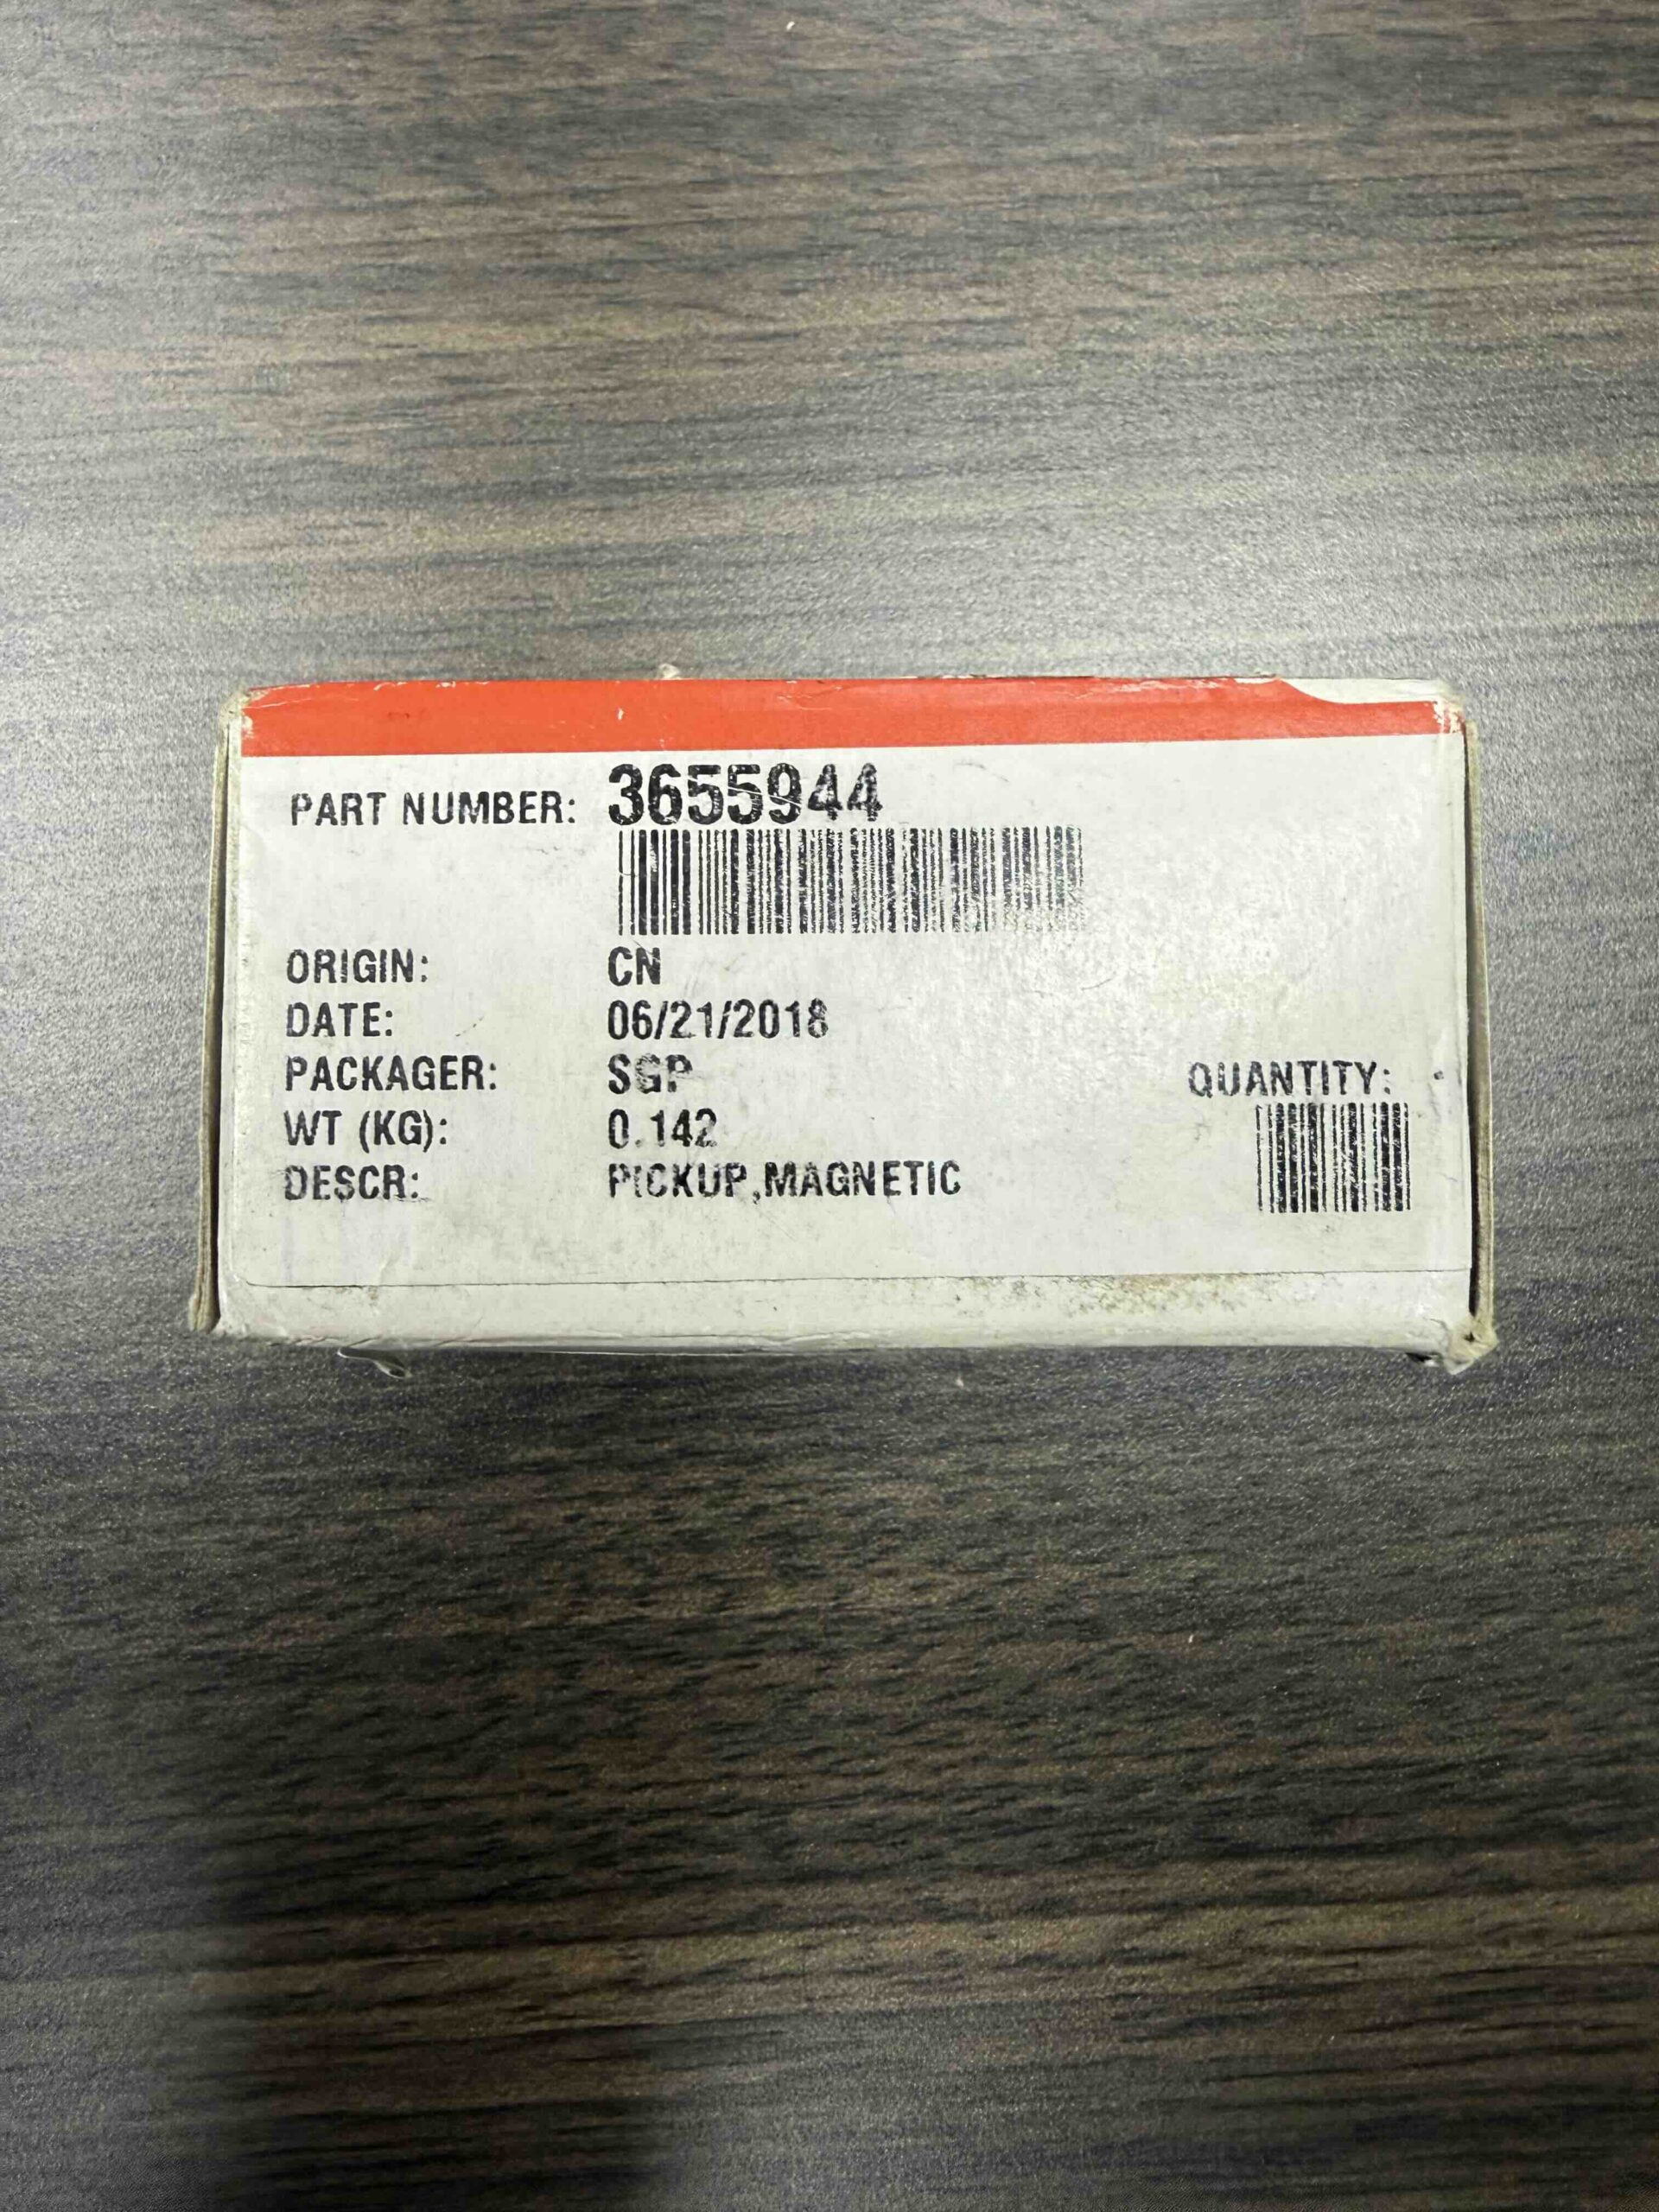 PART NUMBER: 3655944
ORIGIN: CN
DATE: 06/21/2018
PACKAGER: SGP
WT (KG): 0.142
QUANTITY:
DESCR: PICKUP,MAGNETIC